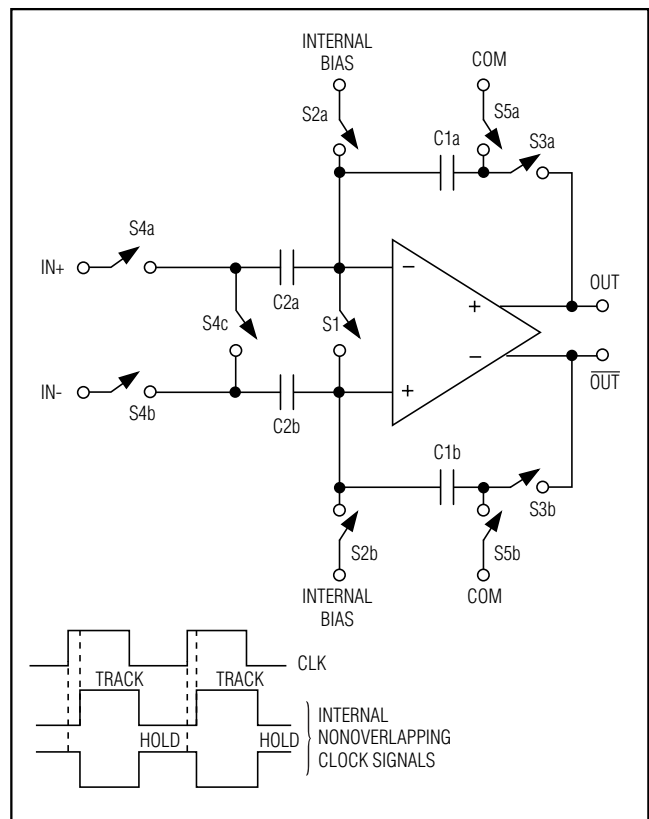 INTERNAL
BIAS
COM
S2a
S5a
C1a
S3a
S4a
IN+
−
OUT
C2a
+
S4c
S1
−
OUT
IN-
+
S4b
C2b
C1b
S3b
S2b
S5b
INTERNAL
BIAS
COM
CLK
TRACK
TRACK
HOLD
HOLD
INTERNAL
NONOVERLAPPING
CLOCK SIGNALS